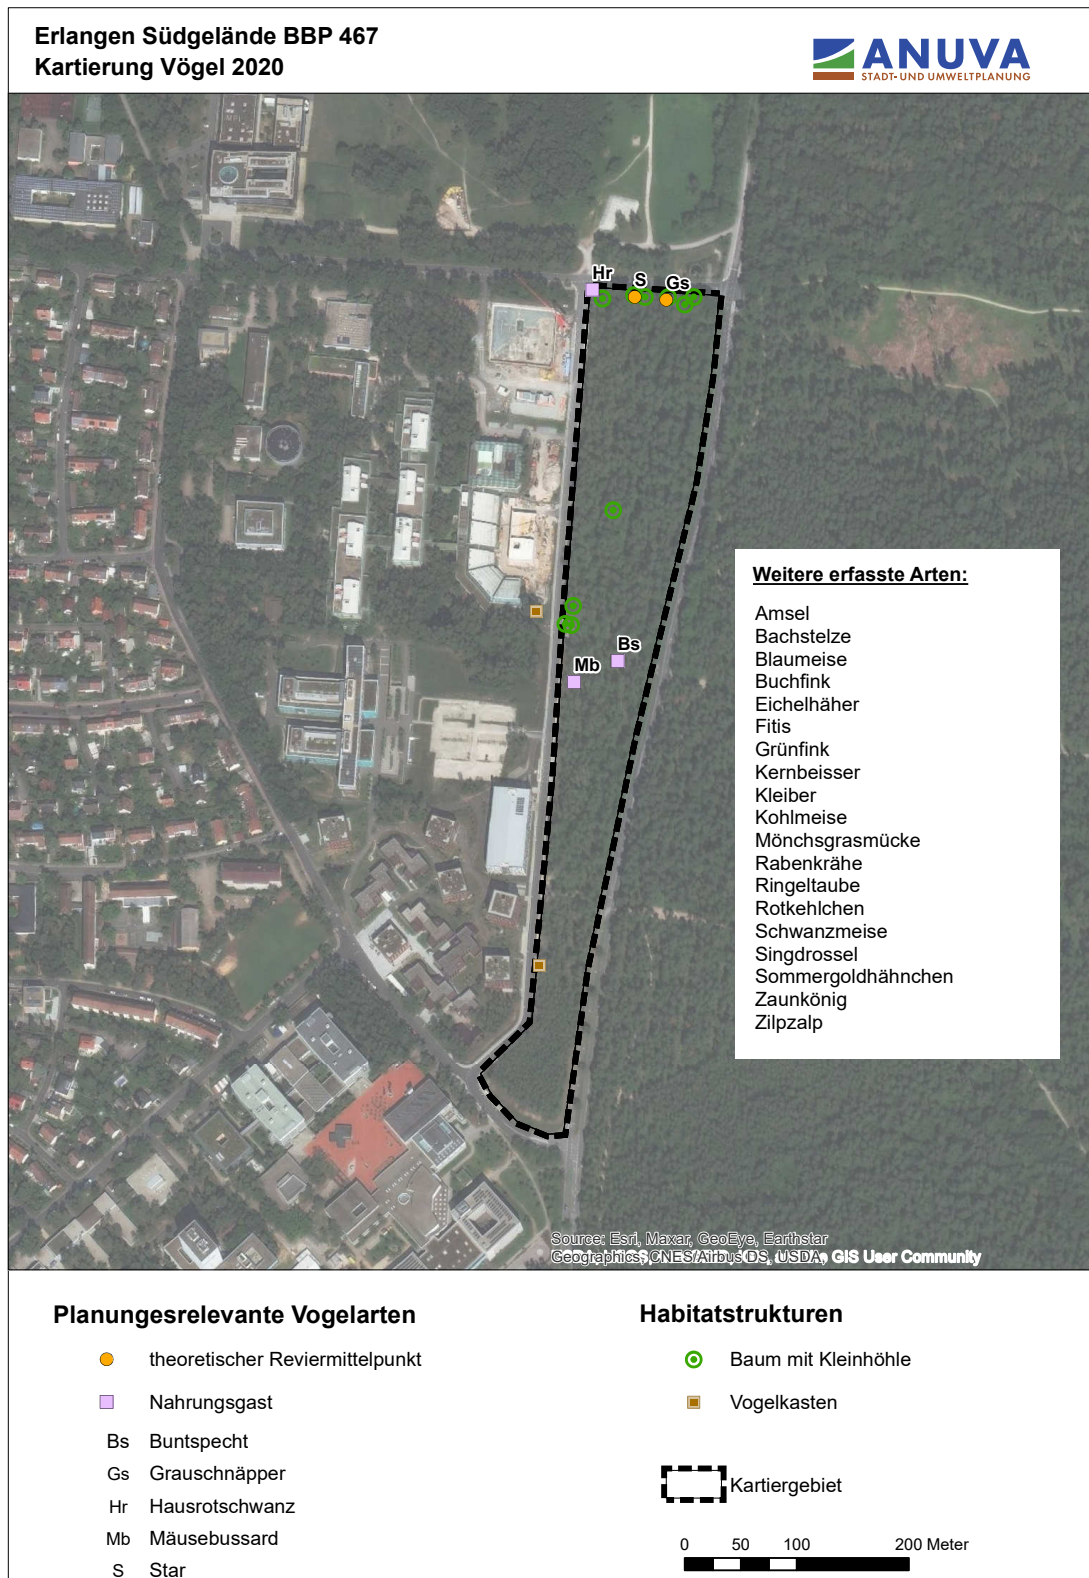 Erlangen Südgelände BBP 467
Kartierung Vögel 2020
ANUVA
STADT- UND UMWELTPLANUNG
Hr
S
Gs
Weitere erfasste Arten:
Amsel
Bachstelze
Blaumeise
Buchfink
Eichelhäher
Fitis
Grünfink
Kernbeisser
Kleiber
Kohlmeise
Mönchsgrasmücke
Rabenkrähe
Ringeltaube
Rotkehlchen
Schwanzmeise
Singdrossel
Sommergoldhähnchen
Zaunkönig
Zilpzalp
Bs
Mb
Source: Esri, Maxar, GeoEye, Earthstar
Geographics, CNES/Airbus DS, USDA, GIS User Community
Planungesrelevante Vogelarten
theoretischer Reviermittelpunkt
Nahrungsgast
Bs Buntspecht
Gs Grauschnäpper
Hr Hausrotschwanz
Mb Mäusebussard
S Star
Habitatstrukturen
Baum mit Kleinhöhle
Vogelkasten
Kartiergebiet
0 50 100 200 Meter